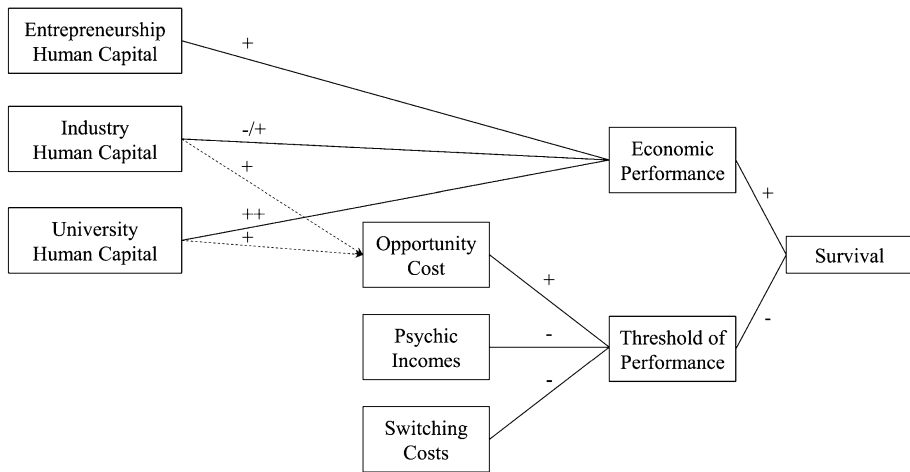 Entrepreneurship
Human Capital
+
Industry
Human Capital
-/+
+
Economic
Performance
+
University
Human Capital
++
+
Opportunity
Cost
Survival
+
Psychic
Incomes
-
Threshold of
Performance
-
-
Switching
Costs